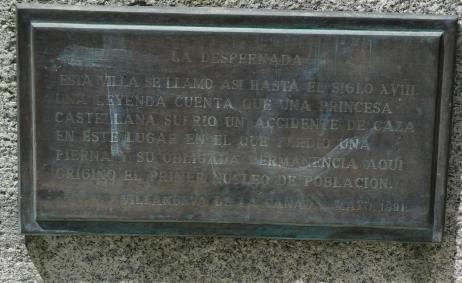 LA DESPERNADA
ESTA VILLA SE LLAMO ASI HASTA EL SIGLO XVIII.
UNA LEYENDA CUENTA QUE UNA PRINCESA
CASTELLANA SUFRIO UN ACCIDENTE DE CAZA
EN ESTE LUGAR EN EL QUE PERDIO UNA
PIERNA Y SU OBLIGADA PERMANENCIA AQUI
ORIGINO EL PRIMER NUCLEO DE POBLACION.
VILLANUEVA DE LA CAÑADA MAYO 1991